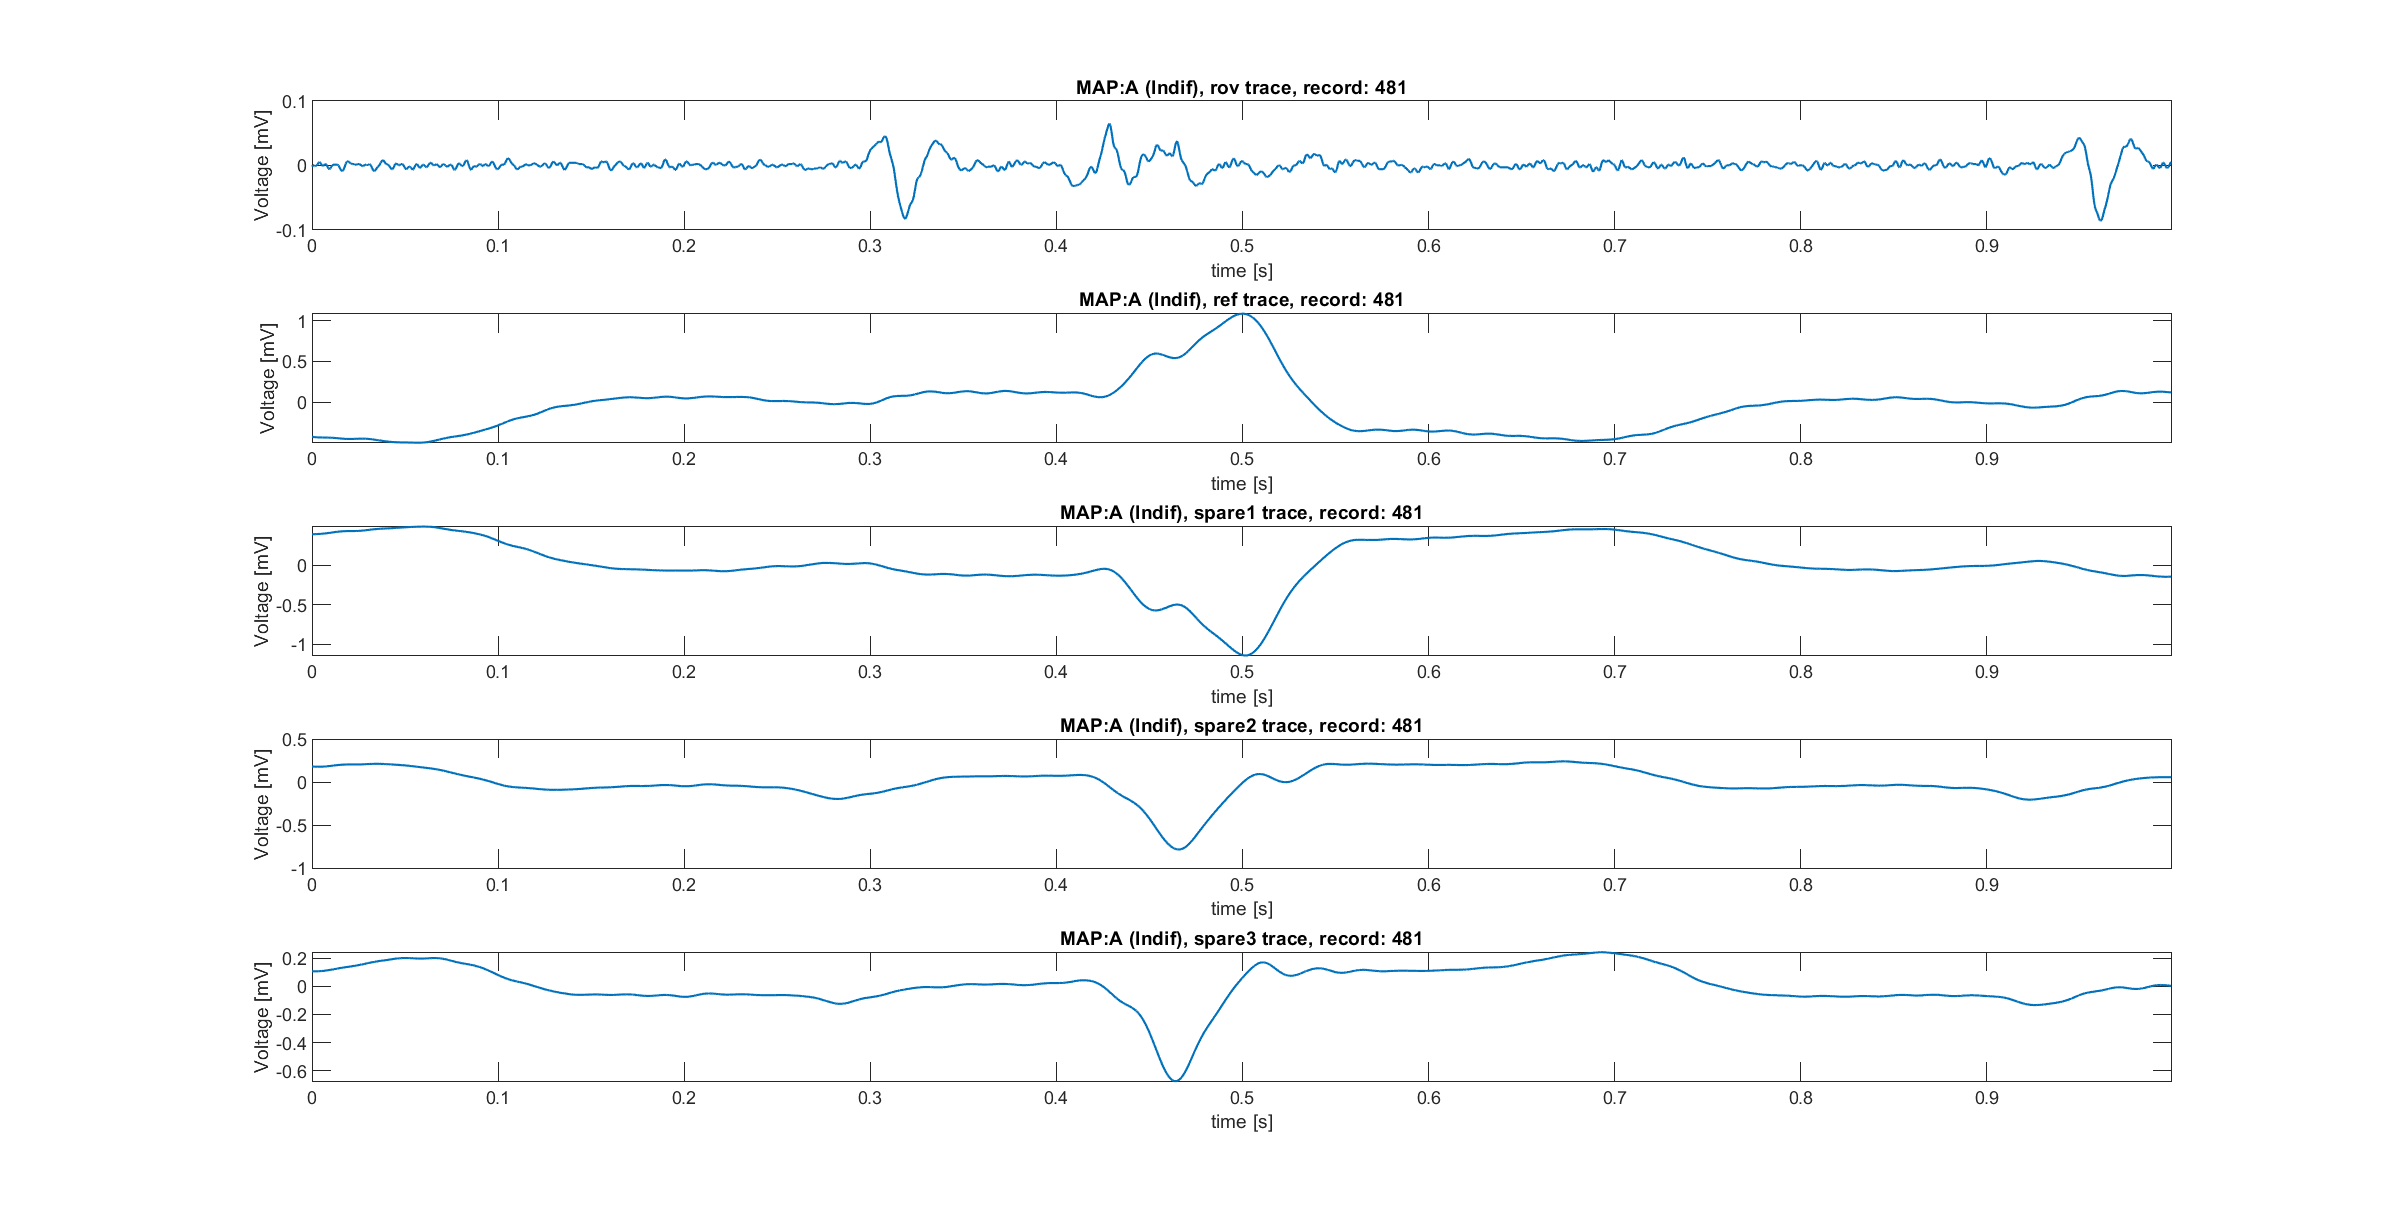 MAP:A (Indif), rov trace, record: 481
Voltage [mV]
0.1
0
-0.1
0 0.1 0.2 0.3 0.4 0.5 0.6 0.7 0.8 0.9
time [s]
MAP:A (Indif), ref trace, record: 481
Voltage [mV]
1
0.5
0
0 0.1 0.2 0.3 0.4 0.5 0.6 0.7 0.8 0.9
time [s]
MAP:A (Indif), spare1 trace, record: 481
Voltage [mV]
0
-0.5
-1
0 0.1 0.2 0.3 0.4 0.5 0.6 0.7 0.8 0.9
time [s]
MAP:A (Indif), spare2 trace, record: 481
Voltage [mV]
0.5
0
-0.5
-1
0 0.1 0.2 0.3 0.4 0.5 0.6 0.7 0.8 0.9
time [s]
MAP:A (Indif), spare3 trace, record: 481
Voltage [mV]
0.2
0
-0.2
-0.4
-0.6
0 0.1 0.2 0.3 0.4 0.5 0.6 0.7 0.8 0.9
time [s]